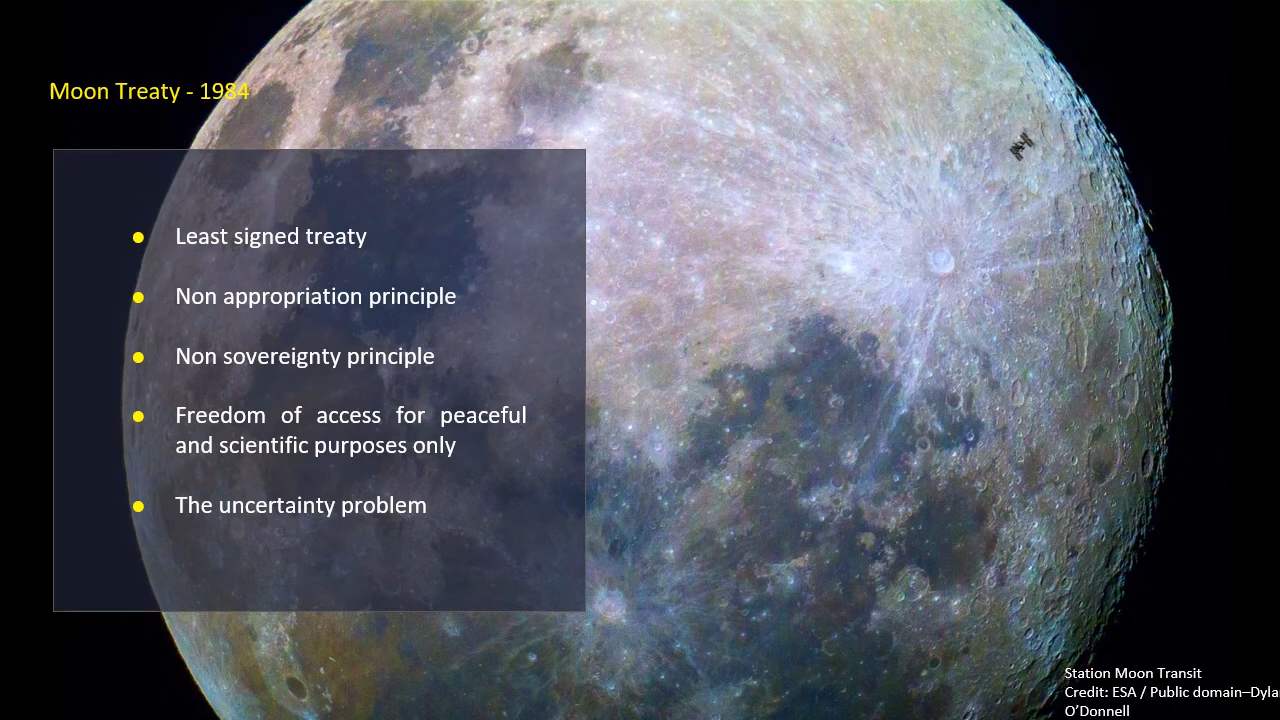 Moon Treaty - 1984
● Least signed treaty
● Non appropriation principle
● Non sovereignty principle
● Freedom of access for peaceful
and scientific purposes only
● The uncertainty problem
Station Moon Transit
Credit: ESA / Public domain–Dyla
O’Donnell